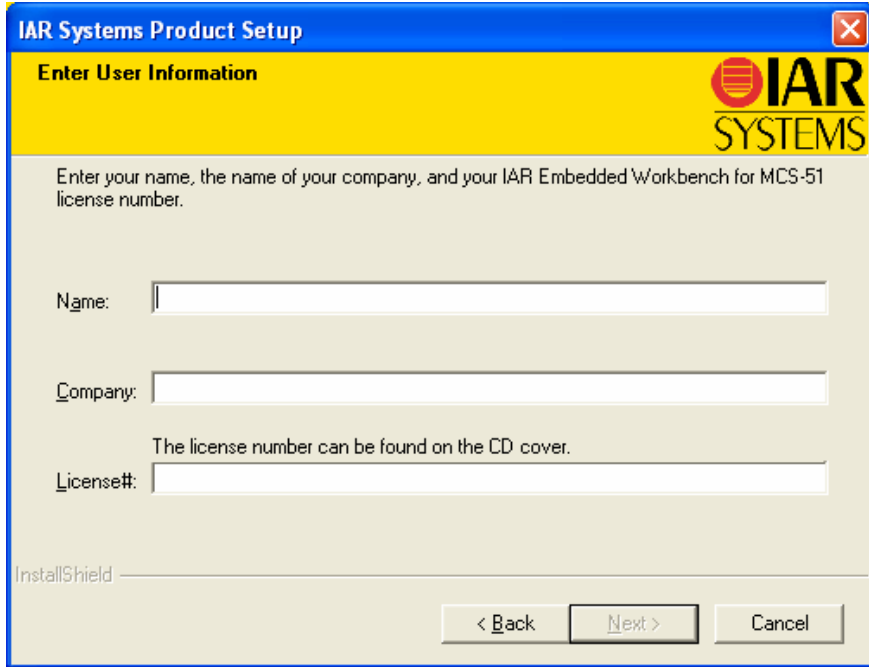 IAR Systems Product Setup
Enter User Information
IAR
SYSTEMS
Enter your name, the name of your company, and your IAR Embedded Workbench for MCS-51
license number.
Name:
Company:
The license number can be found on the CD cover.
License#:
InstallShield
< Back
Next >
Cancel